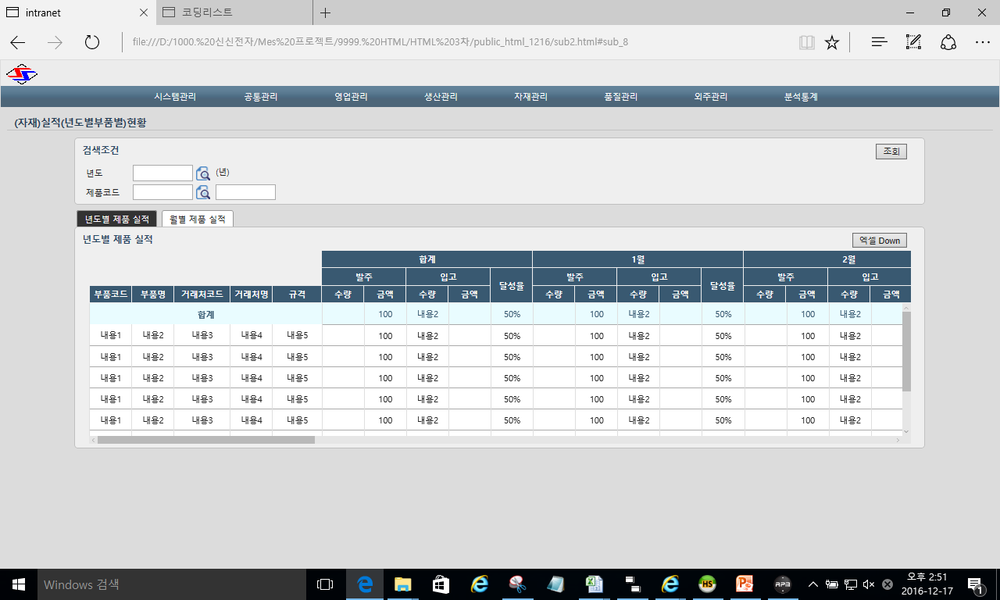 intranet 코딩리스트
file:///D:/1000.%20신신전자/Mes%20프로젝트/9999.%20HTML/HTML%203차/public_html_1216/sub2.html#sub_8
시스템관리 공통관리 영업관리 생산관리 자재관리 품질관리 외주관리 분석통계
(자재)실적(년도별부품별)현황
검색조건 조회
년도 (년)
제품코드
년도별 제품 실적 월별 제품 실적
년도별 제품 실적 엑셀 Down
합계 1월 2월
발주 입고 달성율 발주 입고 달성율 발주 입고
부품코드 부품명 거래처코드 거래처명 규격 수량 금액 수량 금액 수량 금액 수량 금액 수량 금액 수량 금액
합계 100 내용2 50% 100 내용2 50% 100 내용2
내용1 내용2 내용3 내용4 내용5 100 내용2 50% 100 내용2 50% 100 내용2
내용1 내용2 내용3 내용4 내용5 100 내용2 50% 100 내용2 50% 100 내용2
내용1 내용2 내용3 내용4 내용5 100 내용2 50% 100 내용2 50% 100 내용2
내용1 내용2 내용3 내용4 내용5 100 내용2 50% 100 내용2 50% 100 내용2
내용1 내용2 내용3 내용4 내용5 100 내용2 50% 100 내용2 50% 100 내용2
Windows 검색 HS APM 오후 2:51
2016-12-17 1